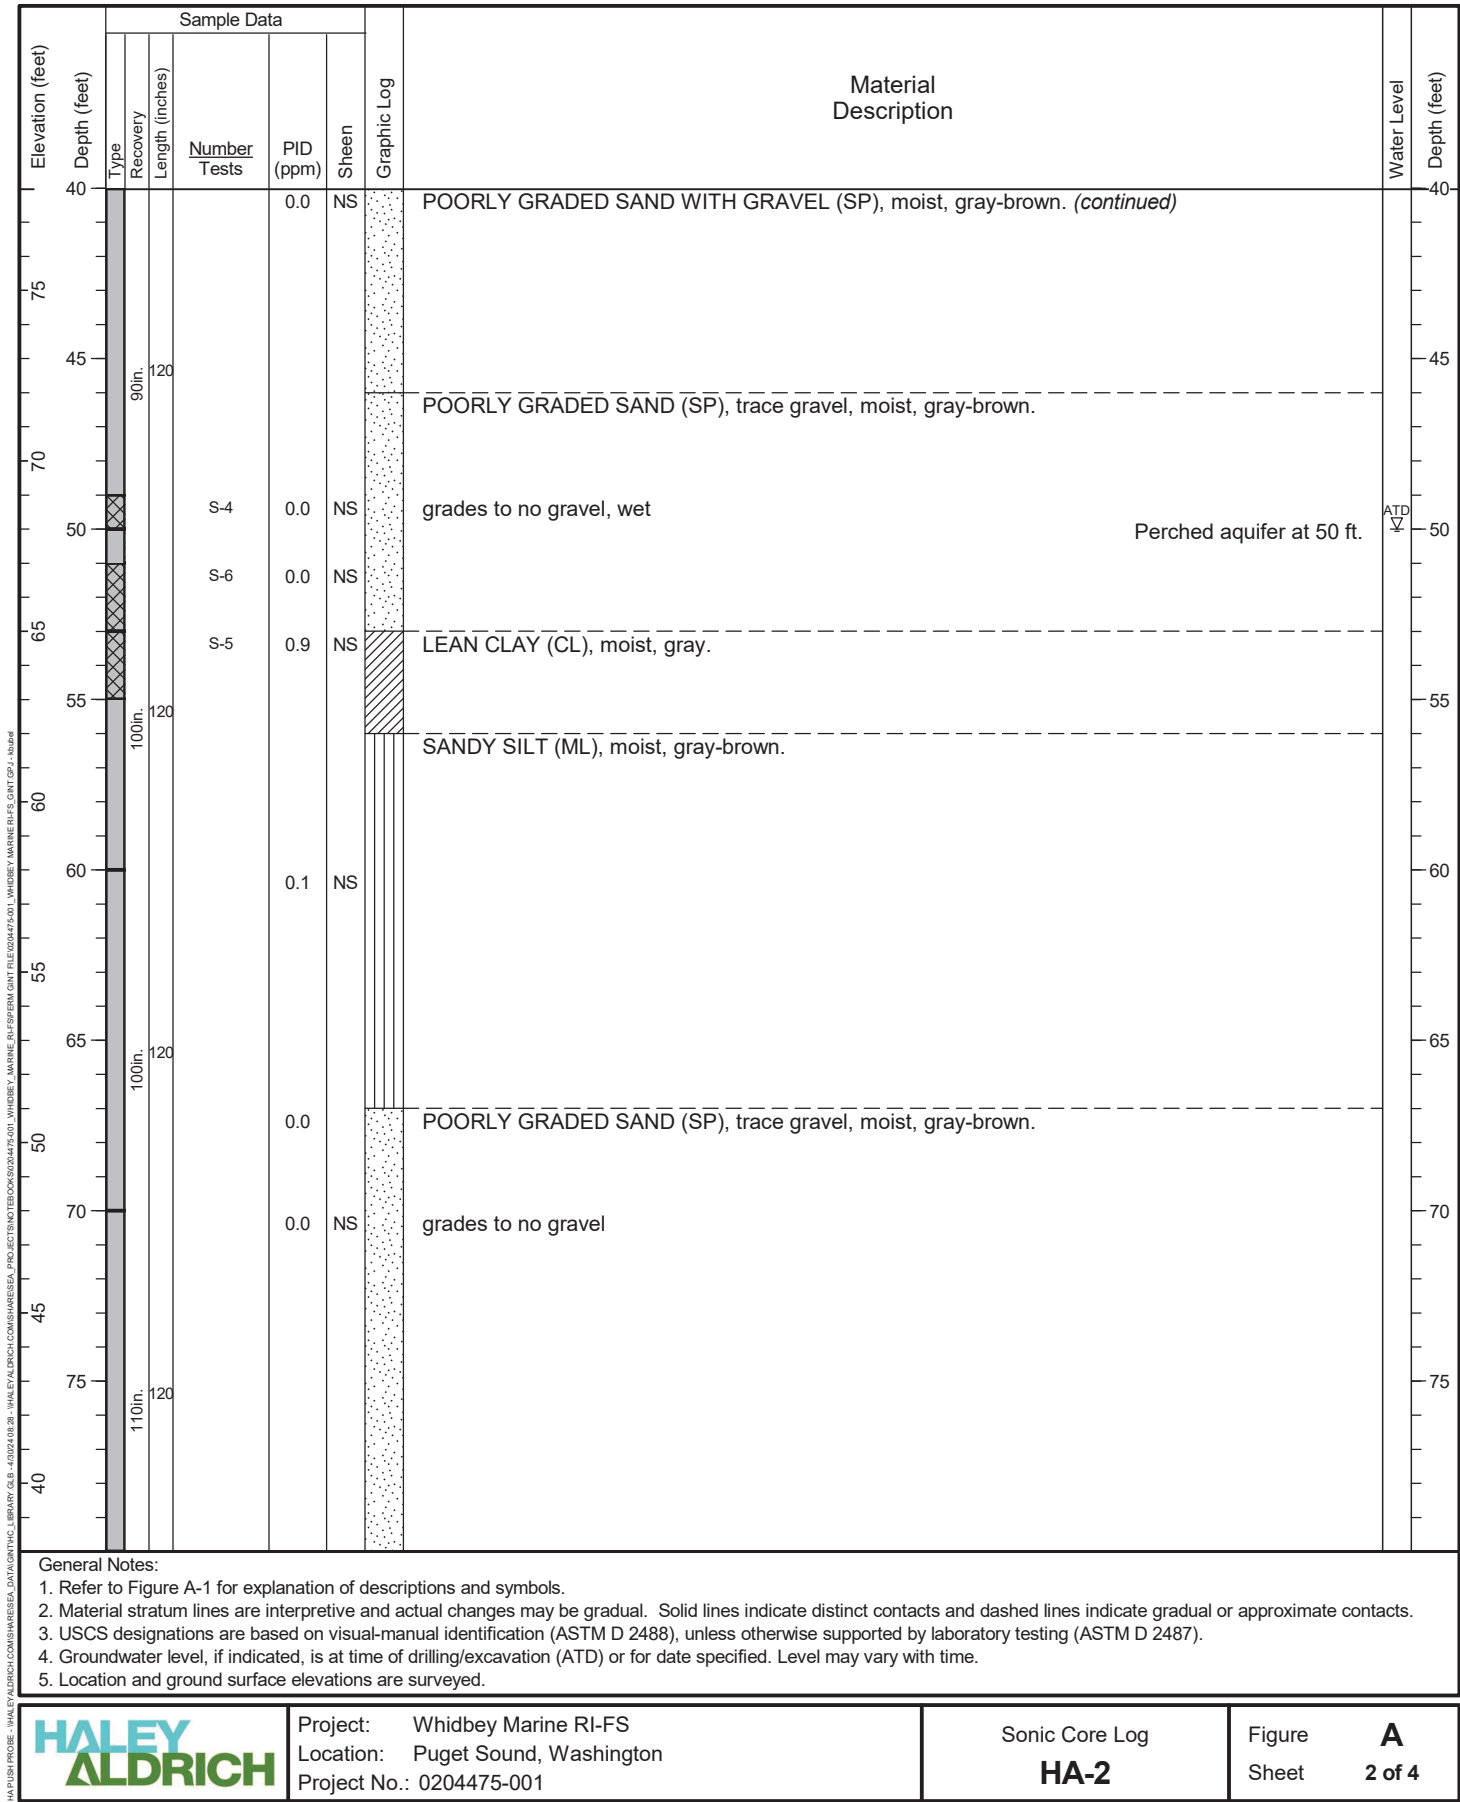 Sample Data
Elevation (feet)
Depth (feet)
Type
Recovery
Length (inches)
Number
Tests
PID
(ppm)
Sheen
Graphic Log
Material
Description
Water Level
Depth (feet)
40
0.0 NS POORLY GRADED SAND WITH GRAVEL (SP), moist, gray-brown. (continued)
40
75
45
90in.
120
45
POORLY GRADED SAND (SP), trace gravel, moist, gray-brown.
70
S-4 0.0 NS grades to no gravel, wet
ATD
50
Perched aquifer at 50 ft.
50
S-6 0.0 NS
65
S-5 0.9 NS LEAN CLAY (CL), moist, gray.
55
100in.
120
55
SANDY SILT (ML), moist, gray-brown.
60
60
0.1 NS
60
55
65
100in.
120
65
0.0 POORLY GRADED SAND (SP), trace gravel, moist, gray-brown.
50
70
0.0 NS grades to no gravel
70
45
75
110in.
120
75
40
General Notes:
1. Refer to Figure A-1 for explanation of descriptions and symbols.
2. Material stratum lines are interpretive and actual changes may be gradual. Solid lines indicate distinct contacts and dashed lines indicate gradual or approximate contacts.
3. USCS designations are based on visual-manual identification (ASTM D 2488), unless otherwise supported by laboratory testing (ASTM D 2487).
4. Groundwater level, if indicated, is at time of drilling/excavation (ATD) or for date specified. Level may vary with time.
5. Location and ground surface elevations are surveyed.
HALEY
ALDRICH
Project: Whidbey Marine RI-FS
Location: Puget Sound, Washington
Project No.: 0204475-001
Sonic Core Log
HA-2
Figure A
Sheet 2 of 4